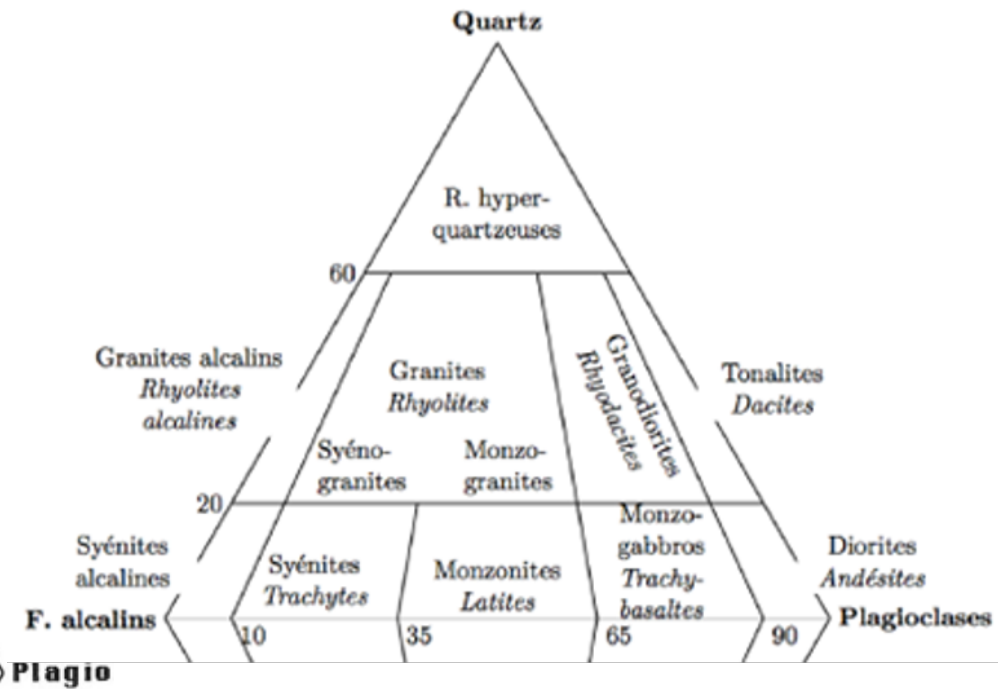 Quartz
R. hyper-
quartzeuses
60
Granites alcalins
Rhyolites
alcalines
Granites
Rhyolites
Granodiorites
Rhyodacites
Tonalites
Dacites
Syéno-
granites
Monzo-
granites
20
Syénites
alcalines
Syénites
Trachytes
Monzonites
Latites
Monzo-
gabbros
Trachy-
basaltes
Diorites
Andésites
F. alcalins
10
35
65
90
Plagioclases
Plagio